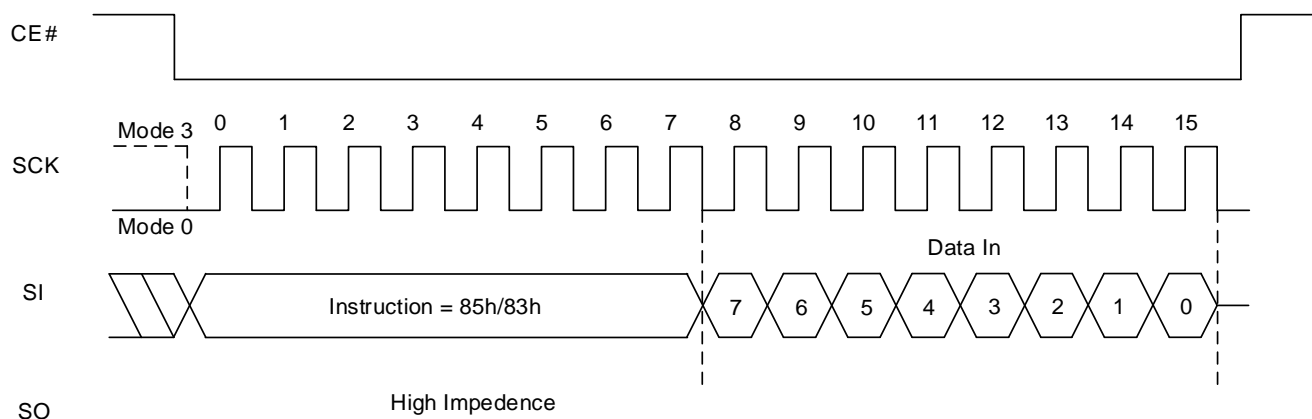 CE#
0 1 2 3 4 5 6 7 8 9 10 11 12 13 14 15
Mode 3
SCK
Mode 0
Data In
SI
Instruction = 85h/83h
7 6 5 4 3 2 1 0
High Impedence
SO